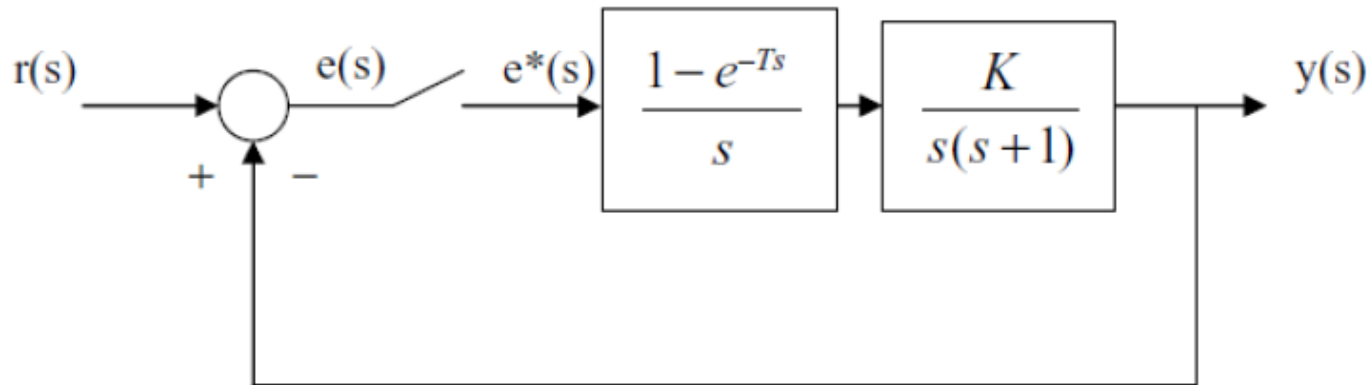 r(s)
e(s)
e*(s)
1 − e^{−Ts}
s
K
s(s + 1)
y(s)
+
−